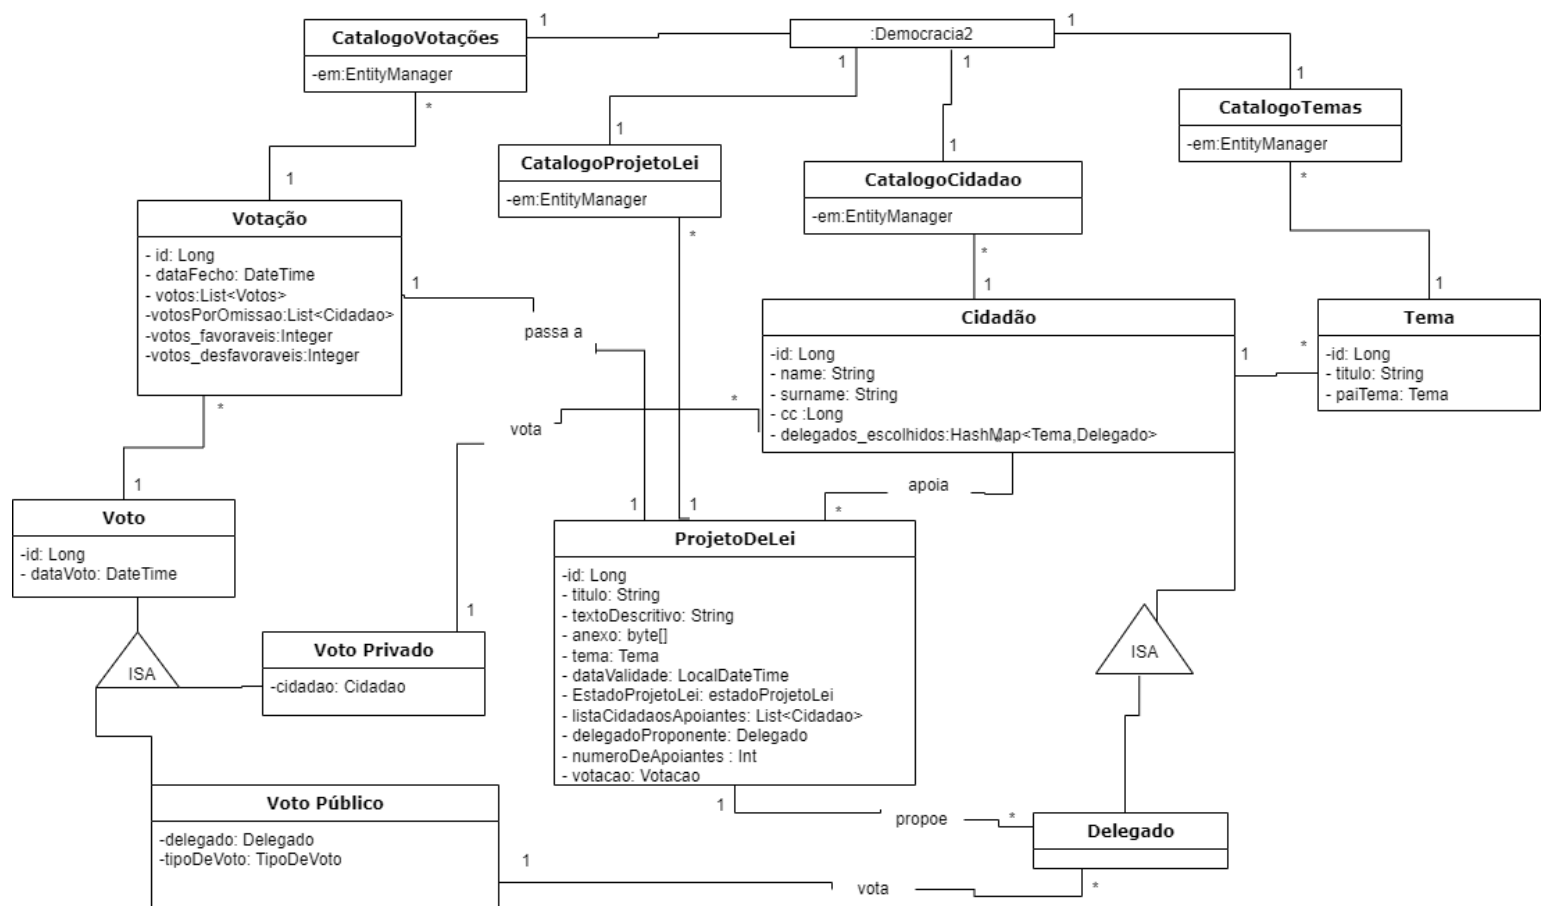 1
:Democracia2
1
CatalogoVotações
-em:EntityManager
1
1
1
CatalogoTemas
-em:EntityManager
*
1
CatalogoProjetoLei
-em:EntityManager
1
CatalogoCidadao
-em:EntityManager
*
1
Votação
- id: Long
- dataFecho: DateTime
- votos:List<Votos>
-votosPorOmissao:List<Cidadao>
-votos_favoraveis:Integer
-votos_desfavoraveis:Integer
*
*
1
1
1
passa a
Cidadão
-id: Long
- name: String
- surname: String
- cc :Long
- delegados_escolhidos:HashMap<Tema,Delegado>
1
*
Tema
-id: Long
- titulo: String
- paiTema: Tema
*
*
vota
1
apoia
Voto
-id: Long
- dataVoto: DateTime
1
1
*
ProjetoDeLei
-id: Long
- titulo: String
- textoDescritivo: String
- anexo: byte[]
- tema: Tema
- dataValidade: LocalDateTime
- EstadoProjetoLei: estadoProjetoLei
- listaCidadaosApoiantes: List<Cidadao>
- delegadoProponente: Delegado
- numeroDeApoiantes : Int
- votacao: Votacao
1
ISA
Voto Privado
-cidadao: Cidadao
ISA
Voto Público
-delegado: Delegado
-tipoDeVoto: TipoDeVoto
1
propoe
*
Delegado
1
vota
*